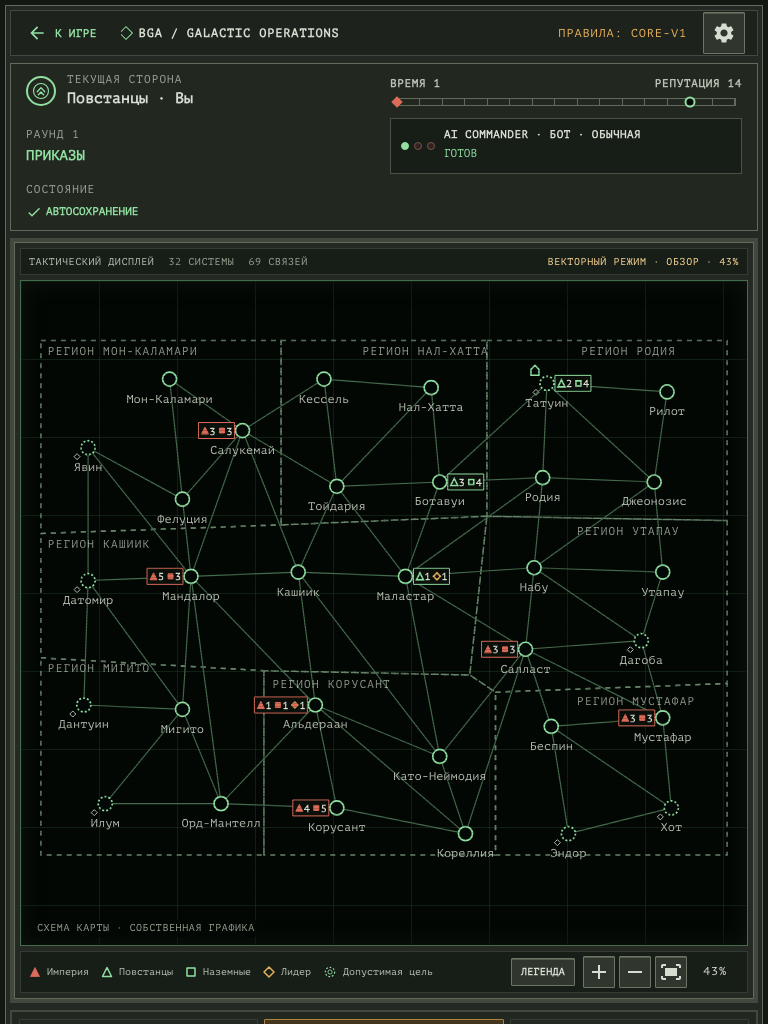 К ИГРЕ
BGA / GALACTIC OPERATIONS
ПРАВИЛА: CORE-V1
ТЕКУЩАЯ СТОРОНА
Повстанцы · Вы
РАУНД 1
ПРИКАЗЫ
СОСТОЯНИЕ
АВТОСОХРАНЕНИЕ
ВРЕМЯ 1
РЕПУТАЦИЯ 14
AI COMMANDER · БОТ · ОБЫЧНАЯ
ГОТОВ
ТАКТИЧЕСКИЙ ДИСПЛЕЙ 32 СИСТЕМЫ 69 СВЯЗЕЙ
ВЕКТОРНЫЙ РЕЖИМ · ОБЗОР · 43%
РЕГИОН МОН-КАЛАМАРИ
РЕГИОН НАЛ-ХАТТА
РЕГИОН РОДИЯ
Мон-Каламари
Кессель
Нал-Хатта
2 4
Татуин
Рилот
3 3
Салукемай
Явин
Фелуция
Тойдария
3 4
Ботавуи
Родия
Джеонозис
РЕГИОН КАШИИК
РЕГИОН УТАПАУ
Датомир
5 3
Мандалор
Кашиик
1 1
Маластар
Набу
Утапау
3 3
Салласт
Дагоба
РЕГИОН МИГИТО
РЕГИОН КОРУСАНТ
РЕГИОН МУСТАФАР
Дантуин
Мигито
1 1 1
Альдераан
Беспин
3 3
Мустафар
Като-Неймодия
Илум
Орд-Мантелл
4 5
Корусант
Кореллия
Эндор
Хот
СХЕМА КАРТЫ · СОБСТВЕННАЯ ГРАФИКА
Империя
Повстанцы
Наземные
Лидер
Допустимая цель
ЛЕГЕНДА
43%